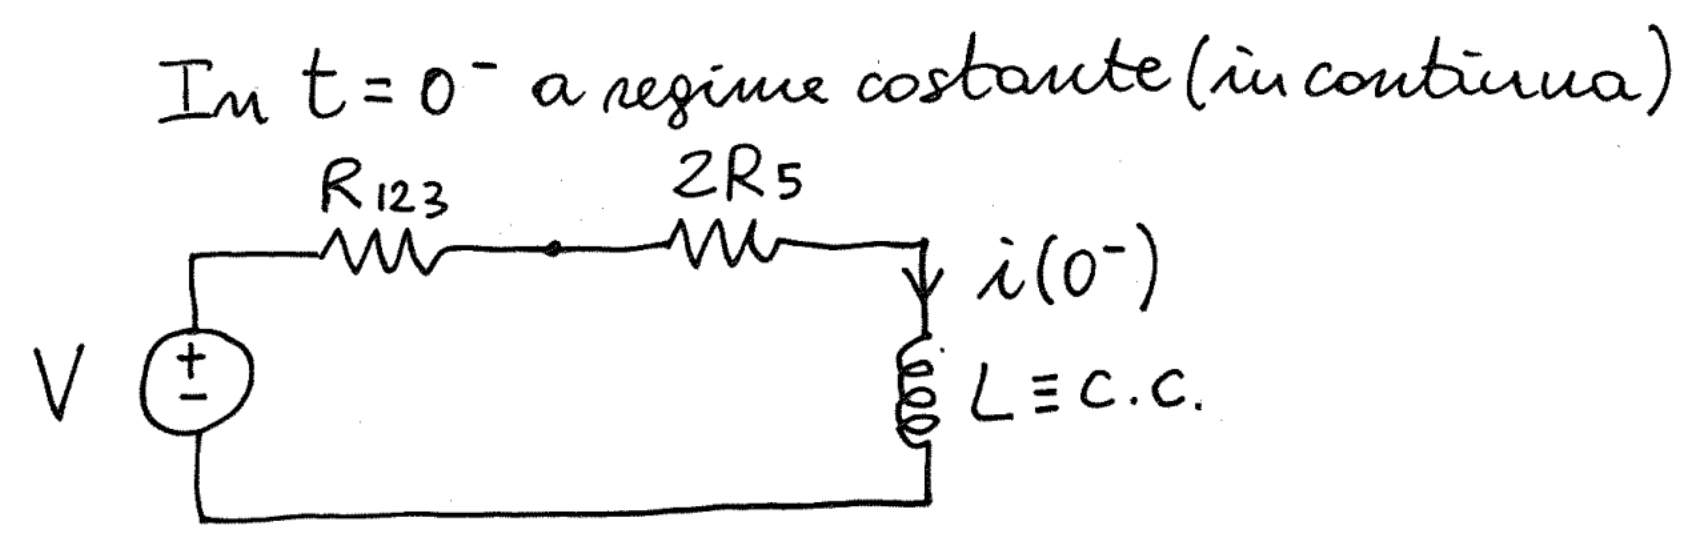 In t = 0⁻ a regime costante (in continua)
R₁₂₃
2R₅
i(0⁻)
V
+
−
L ≡ C.C.